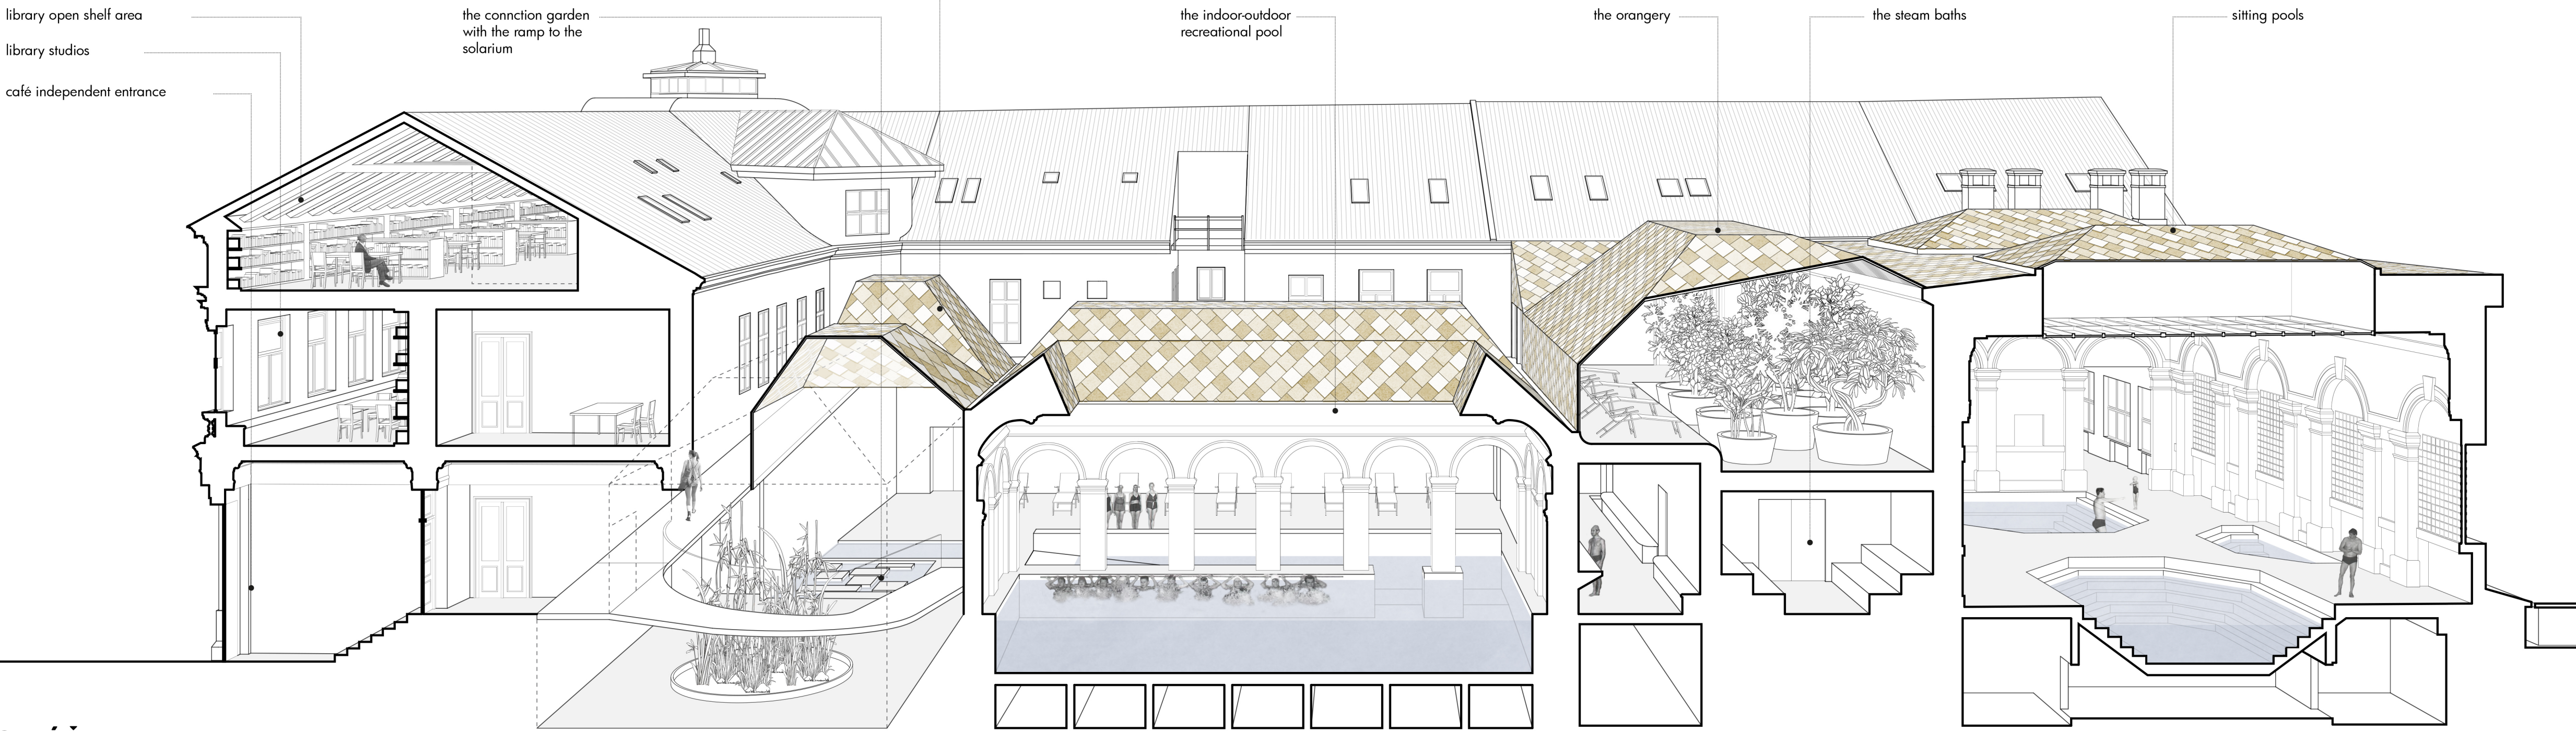 library open shelf area
library studios
café independent entrance
the connction garden
with the ramp to the
solarium
the indoor-outdoor
recreational pool
the orangery
the steam baths
sitting pools